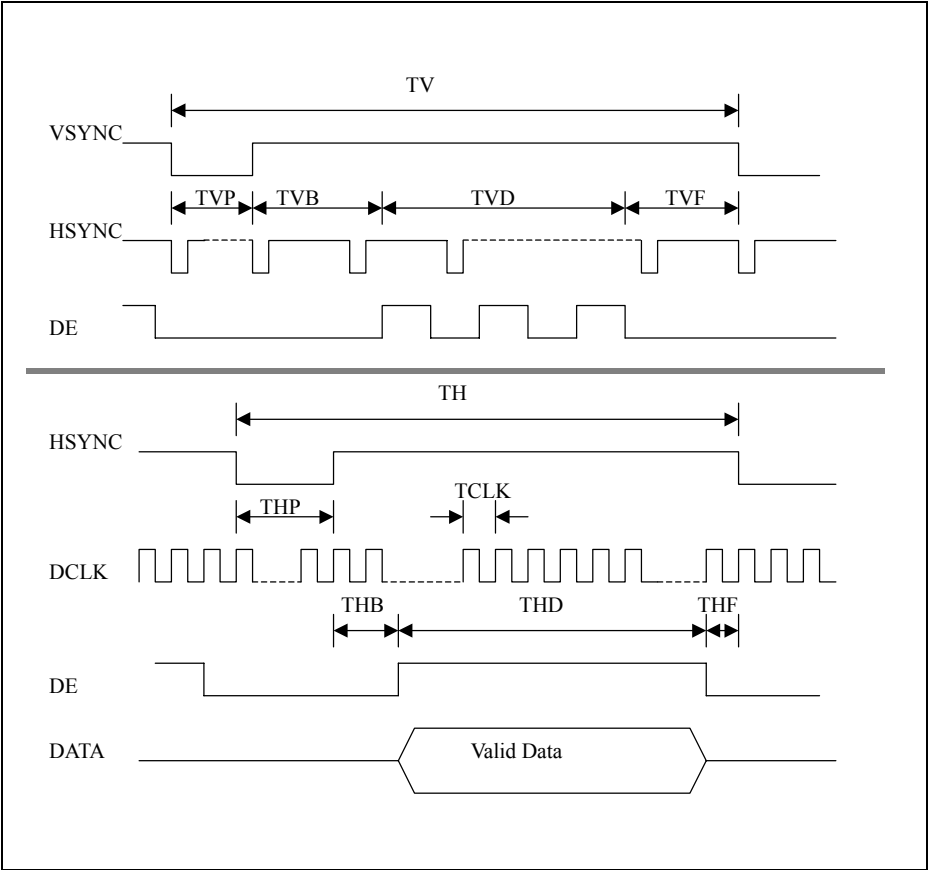 TV
VSYNC
TVP TVB TVD TVF
HSYNC
DE
TH
HSYNC
TCLK
THP
DCLK
THB THD THF
DE
DATA Valid Data